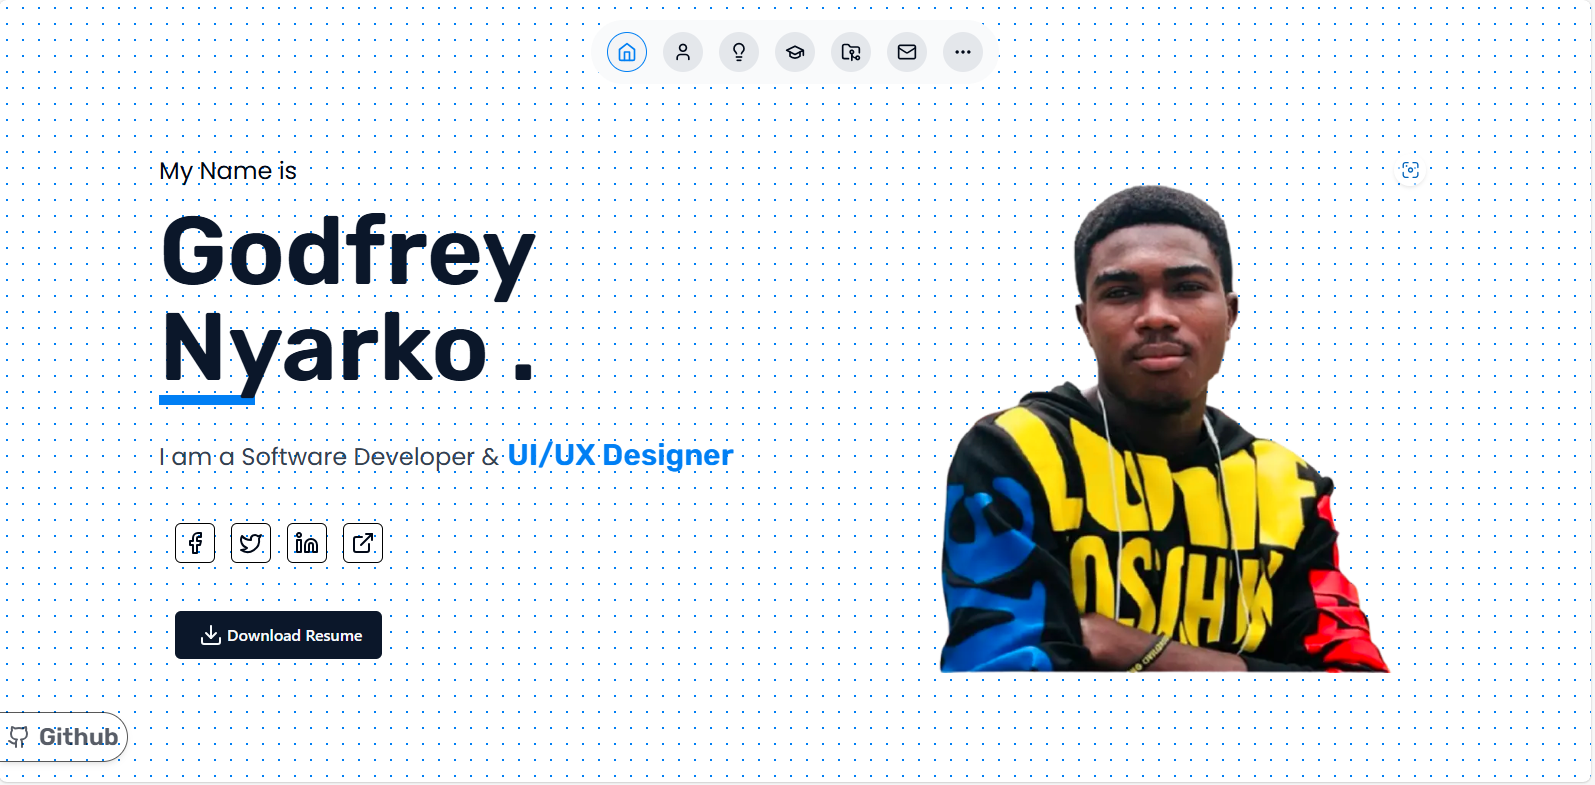 My Name is
Godfrey
Nyarko .
I am a Software Developer & UI/UX Designer
Download Resume
Github